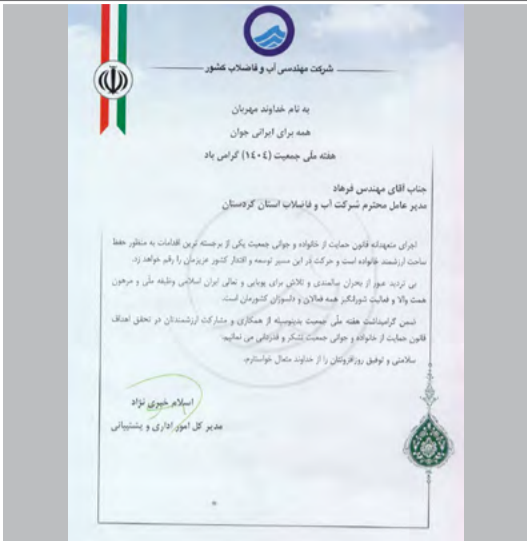 شرکت مهندسی آب و فاضلاب کشور
به نام خداوند مهربان
همه برای ایرانی جوان
هفته ملّی جمعیت (۱۴۰۴) گرامی باد
جناب آقای مهندس فرهاد
مدیر عامل محترم شرکت آب و فاضلاب استان کردستان
اجرای متعهدانه قانون حمایت از خانواده و جوانی جمعیت یکی از برجسته ترین اقدامات به منظور حفظ
ساحت ارزشمند خانواده است و حرکت در این مسیر توسعه و اقتدار کشور عزیزمان را رقم خواهد زد.
بی تردید عبور از بحران سالمندی و تلاش برای پویایی و تعالی ایران اسلامی وظیفه ملّی و مرهون
همت والا و فعالیت شورانگیز همه فعالان و دلسوزان کشورمان است.
ضمن گرامیداشت هفته ملّی جمعیت بدینوسیله از همکاری و مشارکت ارزشمندتان در تحقق اهداف
قانون حمایت از خانواده و جوانی جمعیت تشکر و قدردانی می نمائیم.
سلامتی و توفیق روزافزونتان را از خداوند متعال خواستارم.
اسلام خیری نژاد
مدیر کل امور اداری و پشتیبانی